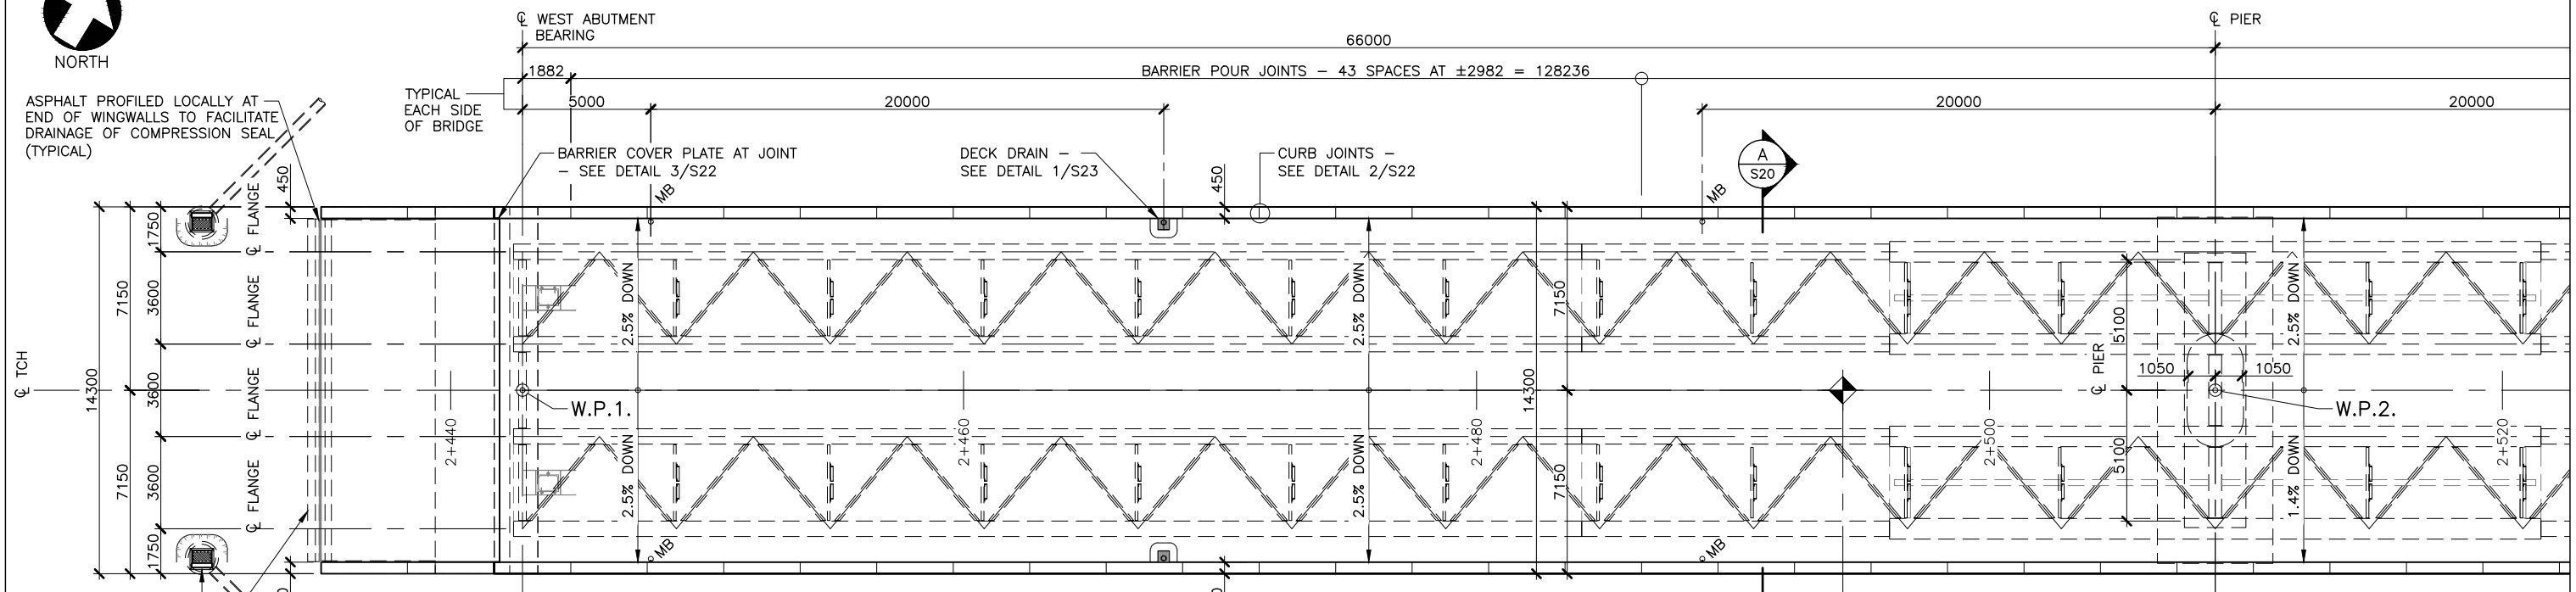 NORTH
℄ WEST ABUTMENT
BEARING
℄ PIER
66000
1882
BARRIER POUR JOINTS – 43 SPACES AT ±2982 = 128236
TYPICAL
EACH SIDE
OF BRIDGE
5000
20000
20000
20000
ASPHALT PROFILED LOCALLY AT
END OF WINGWALLS TO FACILITATE
DRAINAGE OF COMPRESSION SEAL
(TYPICAL)
BARRIER COVER PLATE AT JOINT
– SEE DETAIL 3/S22
DECK DRAIN –
SEE DETAIL 1/S23
CURB JOINTS –
SEE DETAIL 2/S22
A
S20
450
450
MB
MB
℄ TCH
14300
7150
7150
1750
3600
3600
3600
1750
℄ FLANGE
℄ FLANGE
℄ FLANGE
℄ FLANGE
2.5% DOWN
2.5% DOWN
2.5% DOWN
2.5% DOWN
14300
7150
7150
2.5% DOWN
1.4% DOWN
℄ PIER
5100
5100
1050
1050
W.P.1.
W.P.2.
2+440
2+460
2+480
2+500
2+520
MB
MB